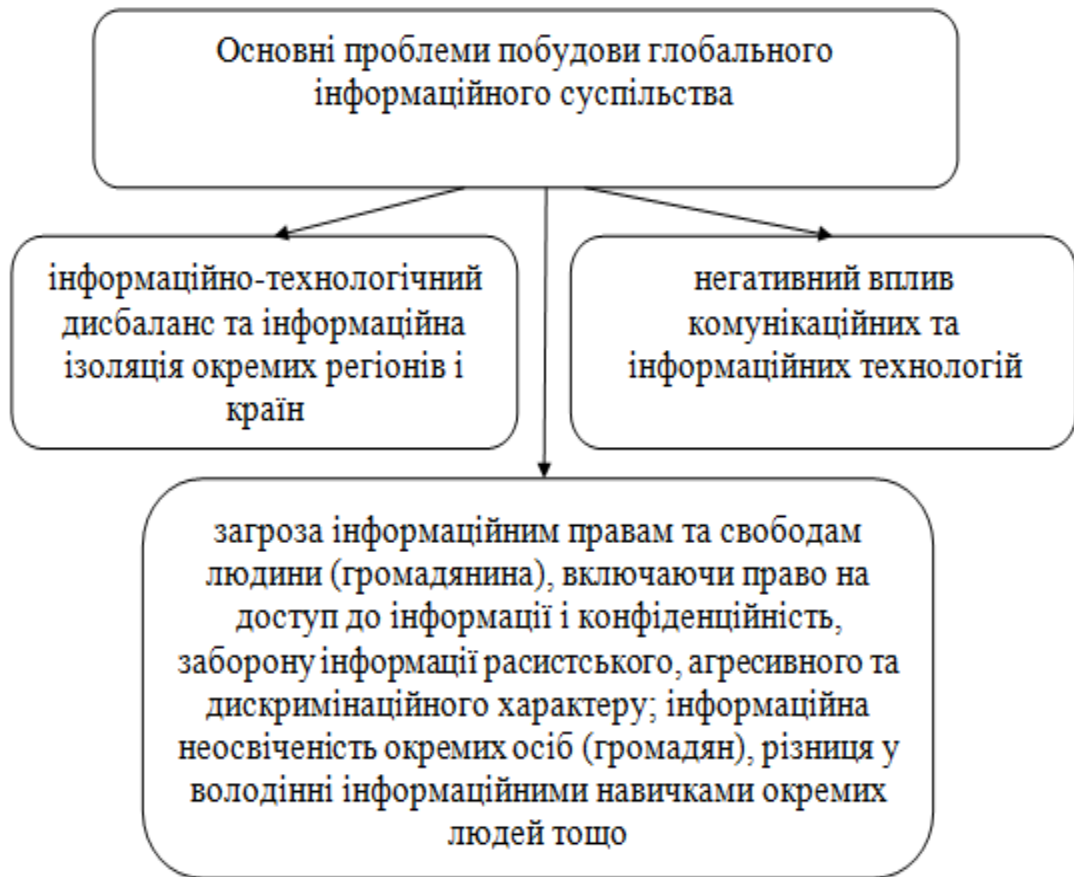 Основні проблеми побудови глобального
інформаційного суспільства
інформаційно-технологічний
дисбаланс та інформаційна
ізоляція окремих регіонів і
країн
негативний вплив
комунікаційних та
інформаційних технологій
загроза інформаційним правам та свободам
людини (громадянина), включаючи право на
доступ до інформації і конфіденційність,
заборону інформації расистського, агресивного та
дискримінаційного характеру; інформаційна
неосвіченість окремих осіб (громадян), різниця у
володінні інформаційними навичками окремих
людей тощо